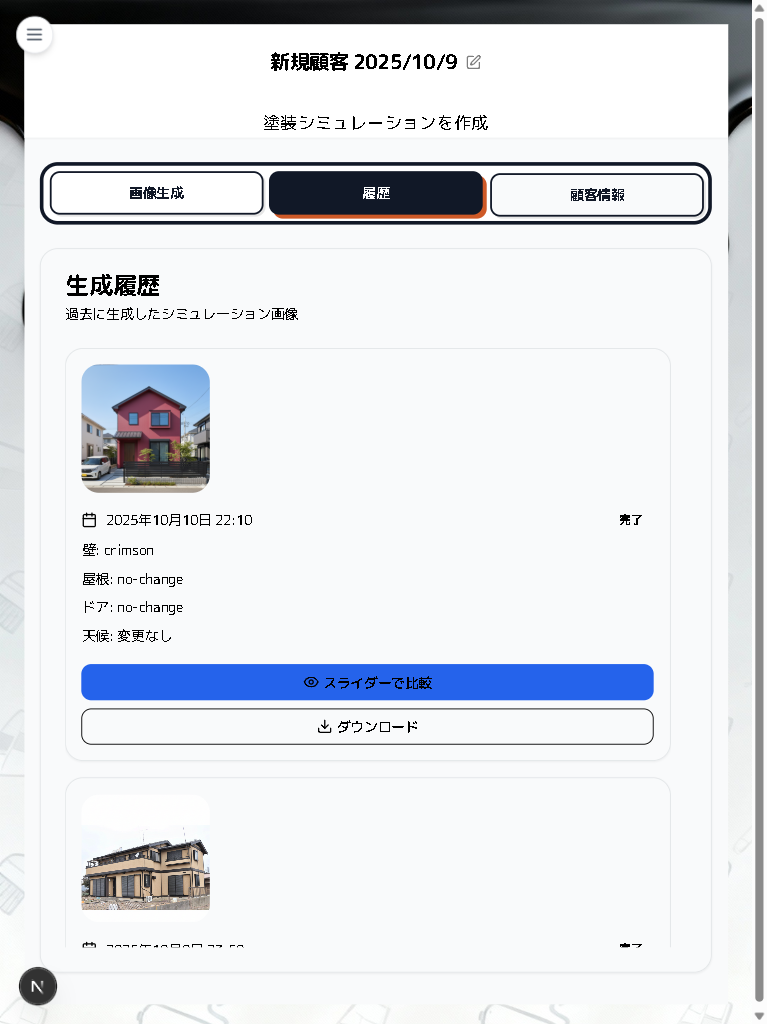 新規顧客 2025/10/9
塗装シミュレーションを作成
画像生成
履歴
顧客情報
生成履歴
過去に生成したシミュレーション画像
2025年10月10日 22:10
完了
壁: crimson
屋根: no-change
ドア: no-change
天候: 変更なし
スライダーで比較
ダウンロード
完了
N